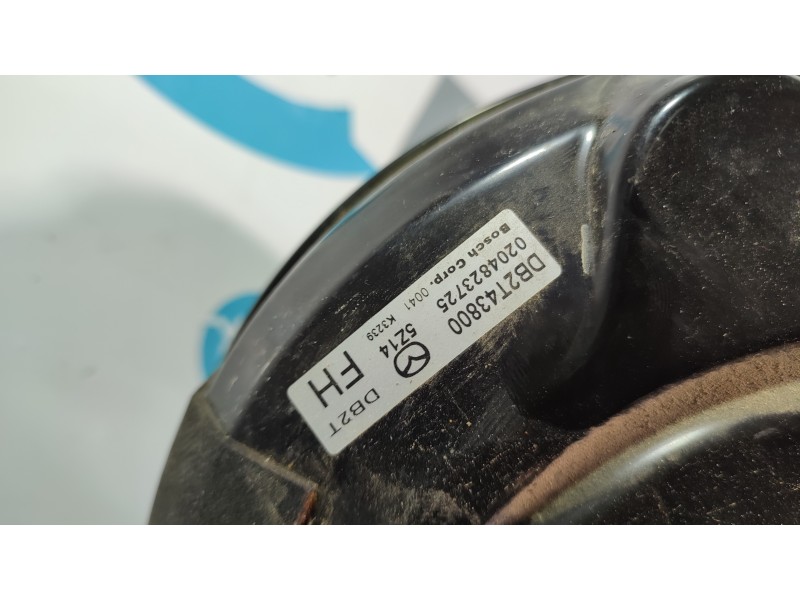 DB2T43800
0204823725
Bosch Corp. 0041 K3239
5Z14
DB2T
FH